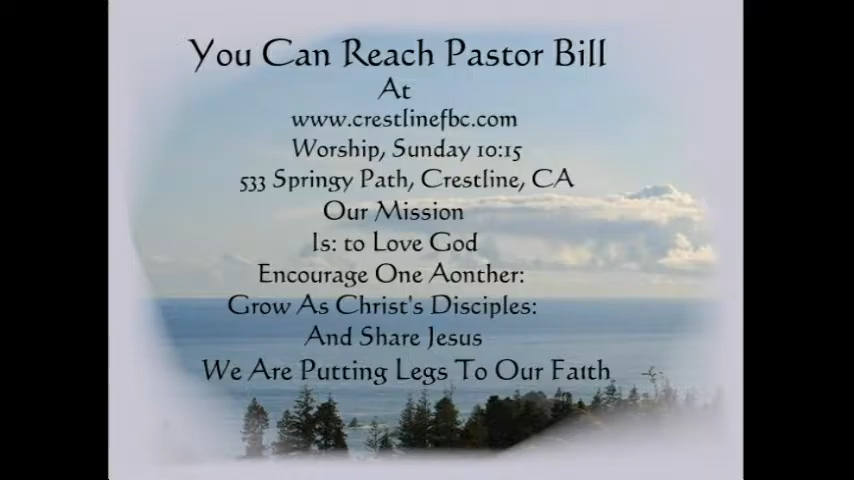 You Can Reach Pastor Bill
At
www.crestlinefbc.com
Worship, Sunday 10:15
533 Springy Path, Crestline, CA
Our Mission
Is: to Love God
Encourage One Aonther:
Grow As Christ's Disciples:
And Share Jesus
We Are Putting Legs To Our Faith